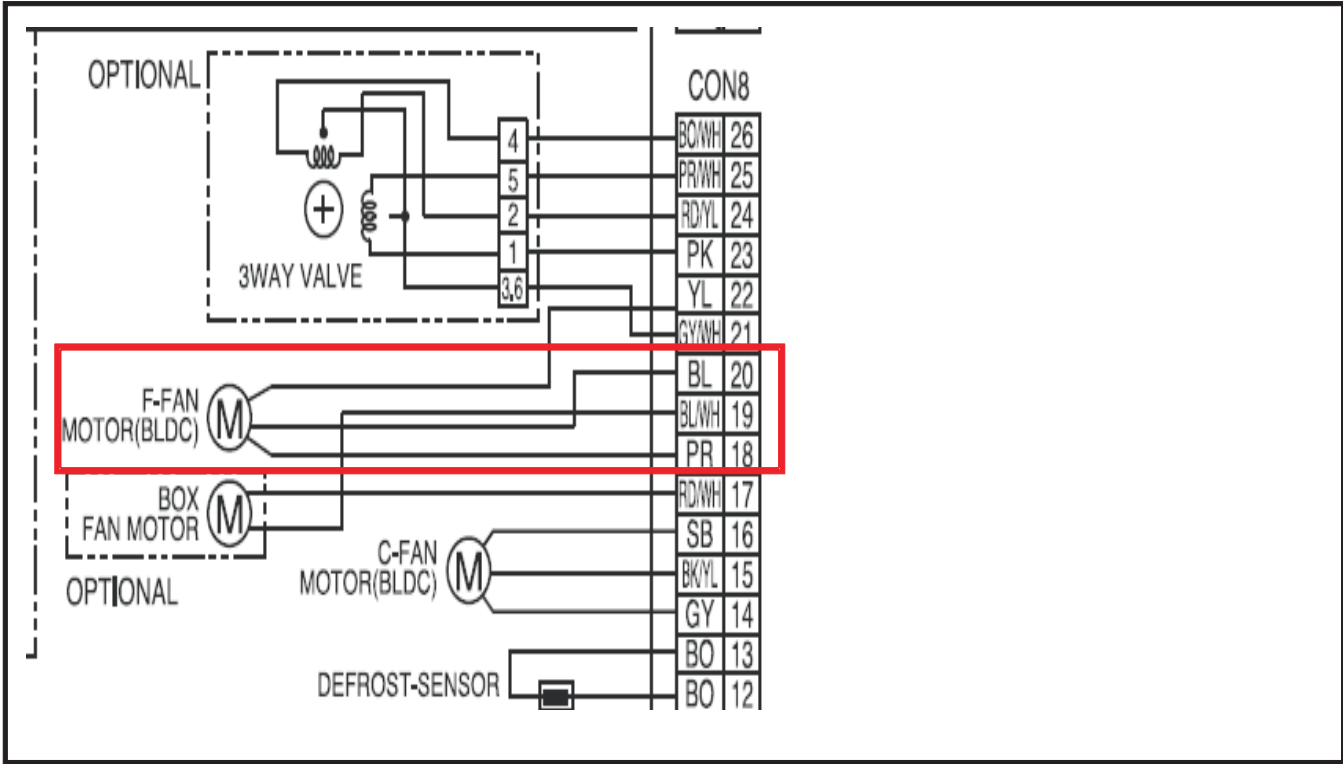 OPTIONAL
CON8
4
BO/WH 26
5
PR/WH 25
2
RD/YL 24
1
PK 23
3WAY VALVE
3.6
YL 22
GY/WH 21
F-FAN
MOTOR(BLDC)
BL 20
BL/WH 19
PR 18
BOX
FAN MOTOR
RD/WH 17
OPTIONAL
C-FAN
MOTOR(BLDC)
SB 16
BK/YL 15
GY 14
BO 13
DEFROST-SENSOR
BO 12
M
M
M